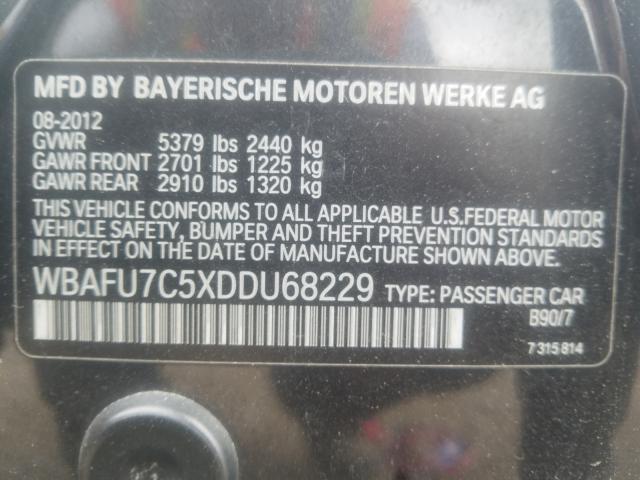 MFD BY BAYERISCHE MOTOREN WERKE AG
08-2012
GVWR 5379 lbs 2440 kg
GAWR FRONT 2701 lbs 1225 kg
GAWR REAR 2910 lbs 1320 kg
THIS VEHICLE CONFORMS TO ALL APPLICABLE U.S.FEDERAL MOTOR
VEHICLE SAFETY, BUMPER AND THEFT PREVENTION STANDARDS
IN EFFECT ON THE DATE OF MANUFACTURE SHOWN ABOVE.
WBAFU7C5XDDU68229 TYPE: PASSENGER CAR
B90/7
7 315 814